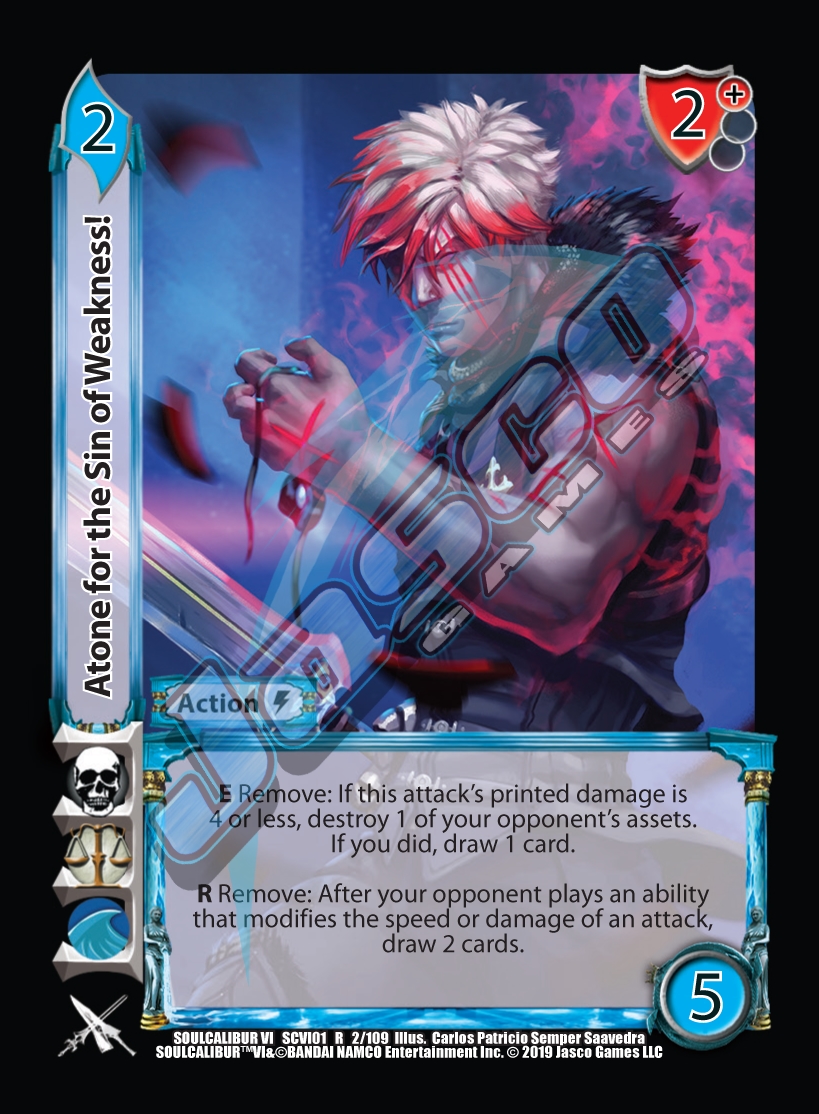 2
2
+
Atone for the Sin of Weakness!
JASCO
GAMES
Action
E Remove: If this attack's printed damage is
4 or less, destroy 1 of your opponent's assets.
If you did, draw 1 card.
R Remove: After your opponent plays an ability
that modifies the speed or damage of an attack,
draw 2 cards.
5
SOULCALIBUR VI SCVI01 R 2/109 Illus. Carlos Patricio Semper Saavedra
SOULCALIBUR™VI&©BANDAI NAMCO Entertainment Inc. © 2019 Jasco Games LLC